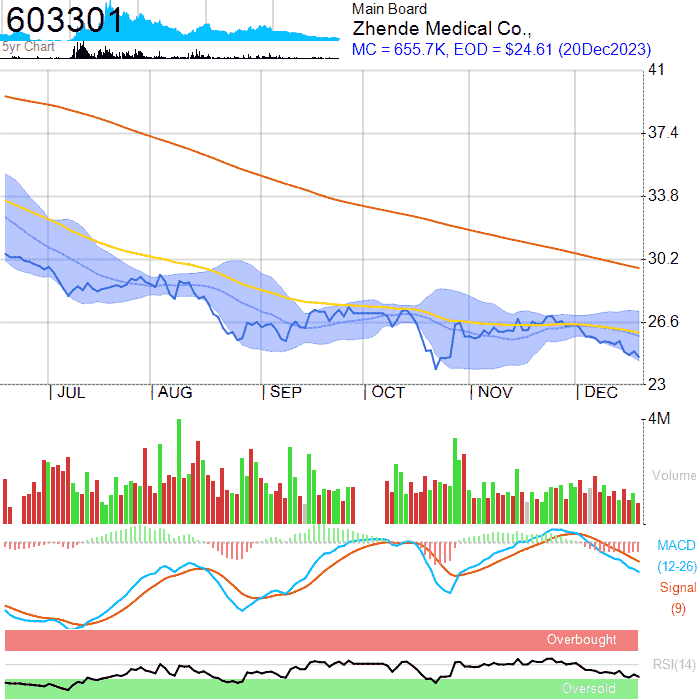 603301
5yr Chart
Main Board
Zhende Medical Co.,
MC = 655.7K, EOD = $24.61 (20Dec2023)
41
37.4
33.8
30.2
26.6
23
JUL AUG SEP OCT NOV DEC
4M
Volume
MACD
(12-26)
Signal
(9)
Overbought
RSI(14)
Oversold